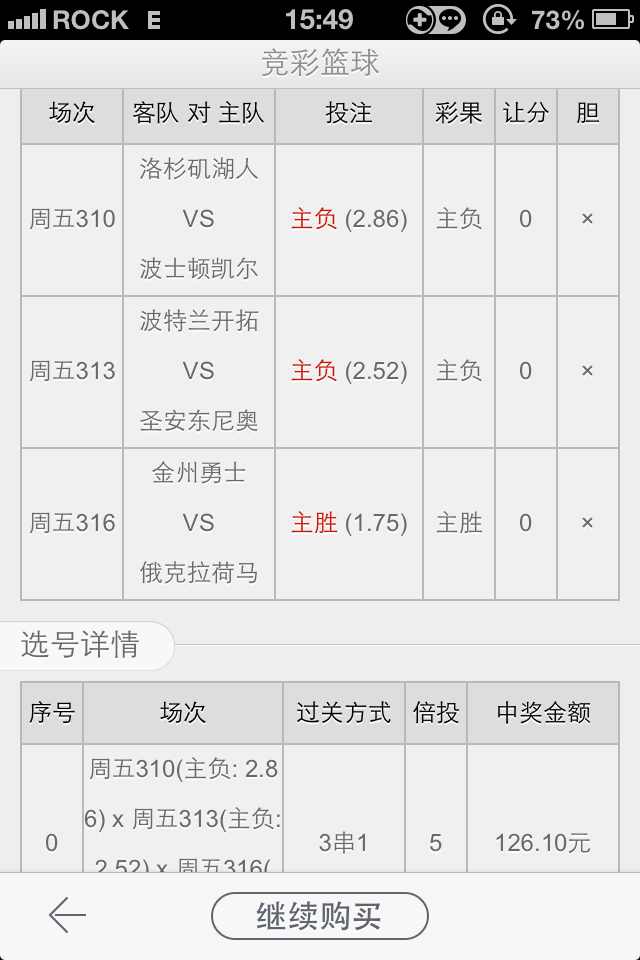 ROCK E 15:49 73%
竞彩篮球
场次 客队 对 主队 投注 彩果 让分 胆
洛杉矶湖人
周五310 VS 主负 (2.86) 主负 0 ×
波士顿凯尔
波特兰开拓
周五313 VS 主负 (2.52) 主负 0 ×
圣安东尼奥
金州勇士
周五316 VS 主胜 (1.75) 主胜 0 ×
俄克拉荷马
选号详情
序号 场次 过关方式 倍投 中奖金额
周五310(主负: 2.8
6) x 周五313(主负:
0 3串1 5 126.10元
2.52) x 周五316(
继续购买